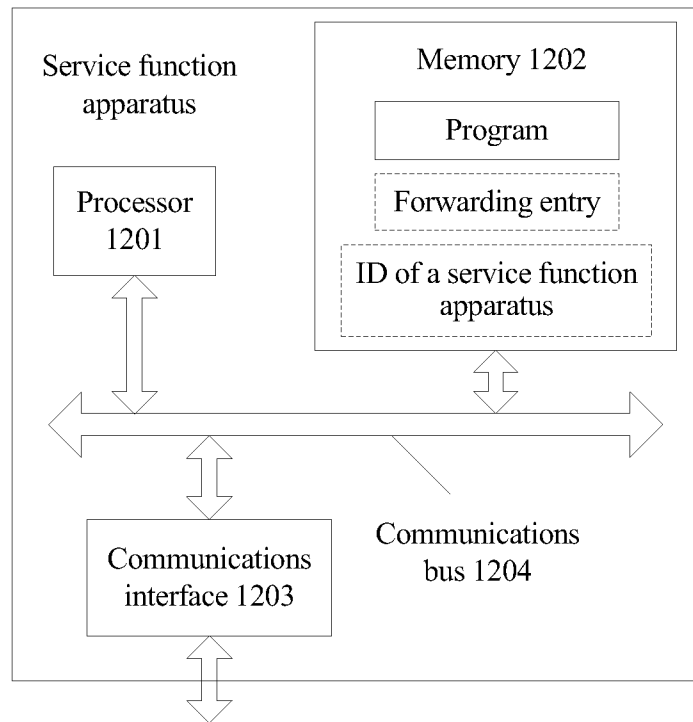 Service function
apparatus
Memory 1202
Program
Forwarding entry
ID of a service function
apparatus
Processor
1201
Communications
bus 1204
Communications
interface 1203